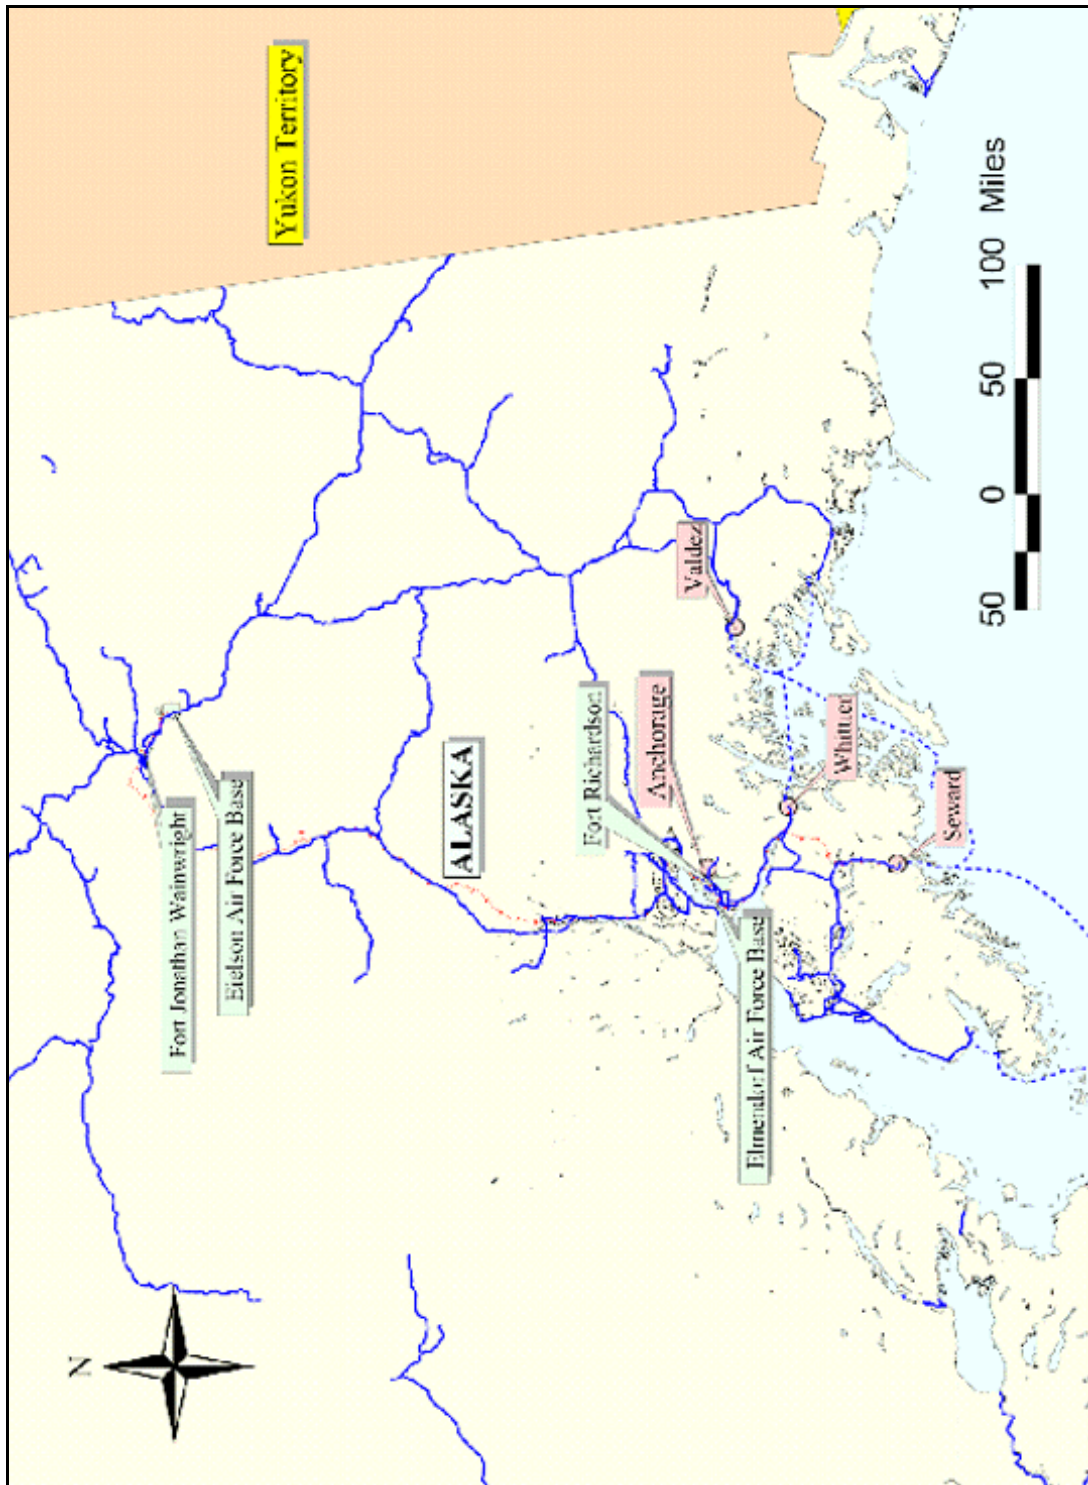 N
Yukon Territory
Fort Jonathan Wainwright
Eielson Air Force Base
ALASKA
Fort Richardson
Anchorage
Valdez
Elmendorf Air Force Base
Whittier
Seward
50 0 50 100 Miles